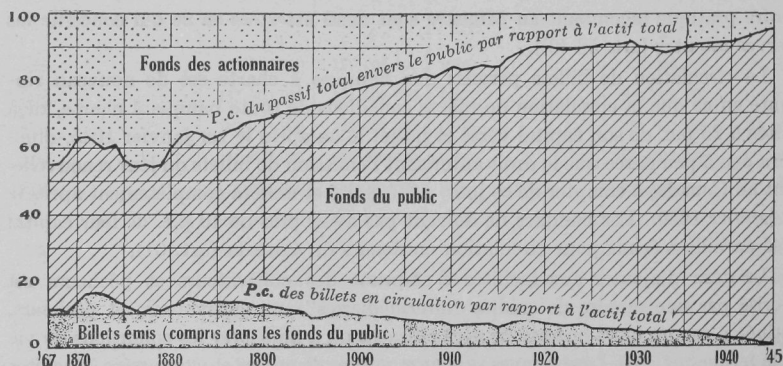 100
Fonds des actionnaires
P.c. du passif total envers le public par rapport à l'actif total
80
60
Fonds du public
40
20
P.c. des billets en circulation par rapport à l'actif total
Billets émis (compris dans les fonds du public)
0
'67 1870 1880 1890 1900 1910 1920 1930 1940 '45